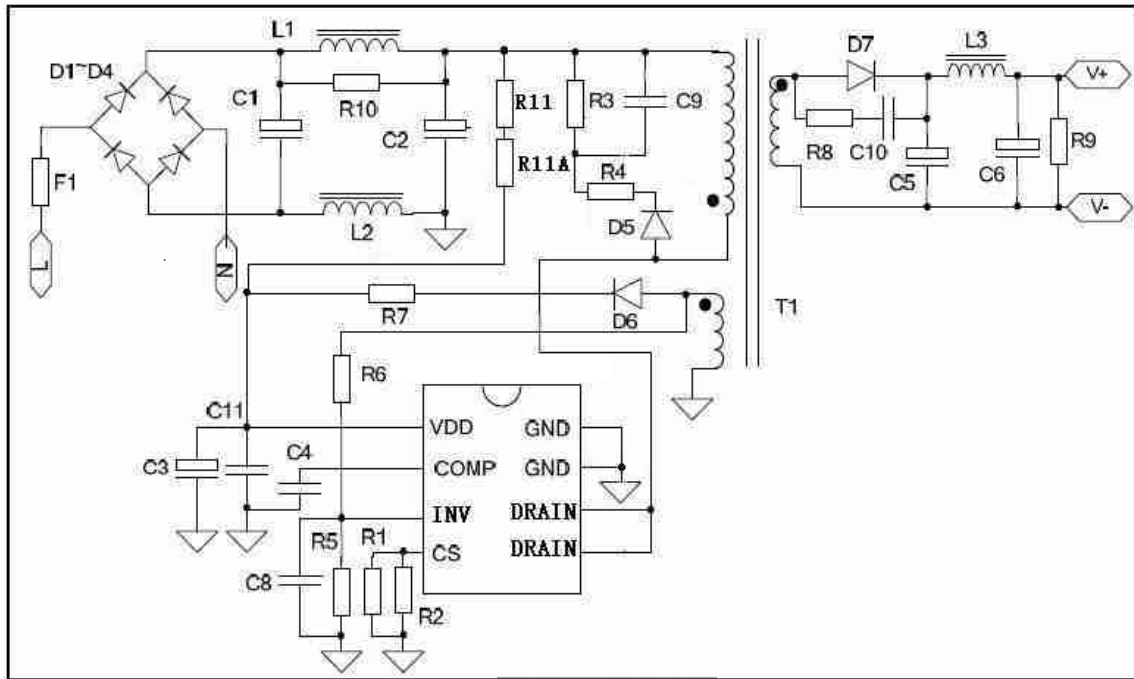 L1
D7
L3
V+
D1~D4
C1
R10
C2
R11
R3
C9
R11A
R4
R8
C10
C5
C6
R9
F1
L2
D5
V-
L
N
R7
D6
T1
R6
C11
VDD
GND
C3
C4
COMP
GND
INV
DRAIN
R5
R1
CS
DRAIN
C8
R2